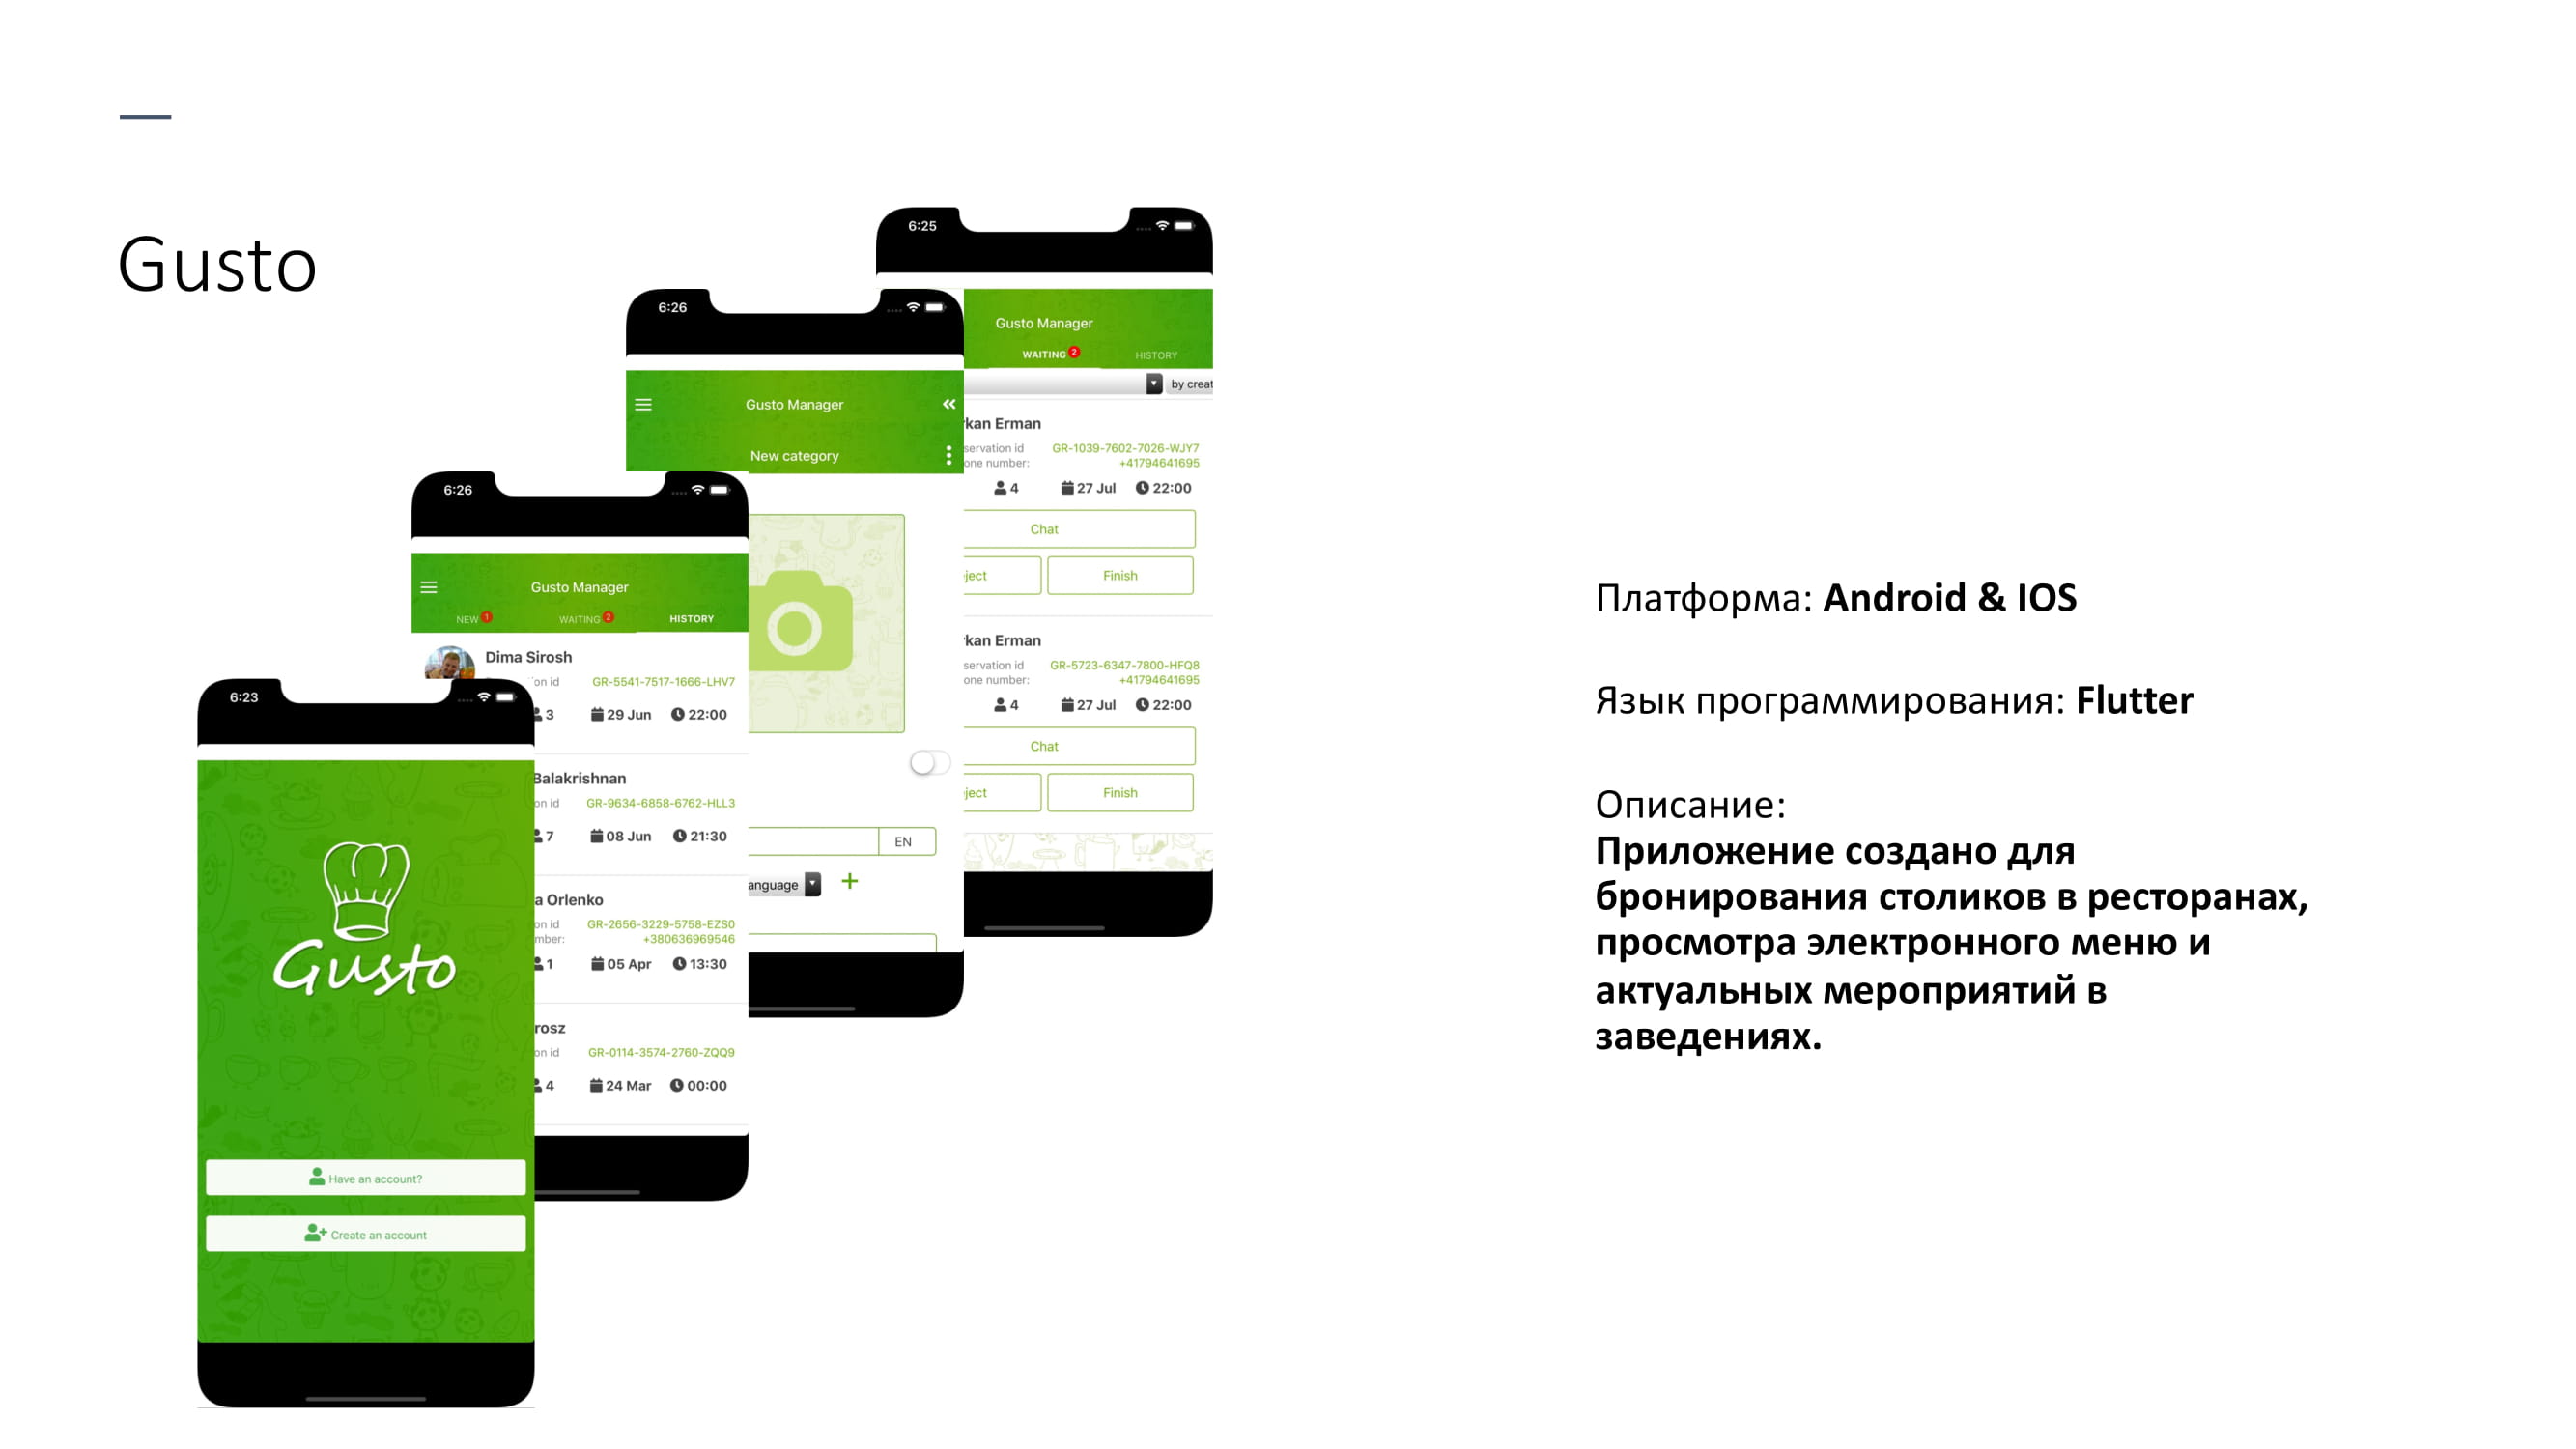 Gusto
6:25
Gusto Manager
WAITING 2
HISTORY
by creat
kan Erman
servation id GR-1039-7602-7026-WJY7
one number: +41794641695
4 27 Jul 22:00
Chat
ject Finish
kan Erman
servation id GR-5723-6347-7800-HFQ8
one number: +41794641695
4 27 Jul 22:00
Chat
ject Finish
6:26
Gusto Manager
New category
EN
anguage
6:26
Gusto Manager
NEW 1 WAITING 2 HISTORY
Dima Sirosh
on id GR-5541-7517-1666-LHV7
3 29 Jun 22:00
Balakrishnan
on id GR-9634-6858-6762-HLL3
7 08 Jun 21:30
a Orlenko
on id GR-2656-3229-5758-EZS0
mber: +380636969546
1 05 Apr 13:30
rosz
on id GR-0114-3574-2760-ZQQ9
4 24 Mar 00:00
6:23
Gusto
Have an account?
Create an account
Платформа: Android & IOS
Язык программирования: Flutter
Описание:
Приложение создано для
бронирования столиков в ресторанах,
просмотра электронного меню и
актуальных мероприятий в
заведениях.